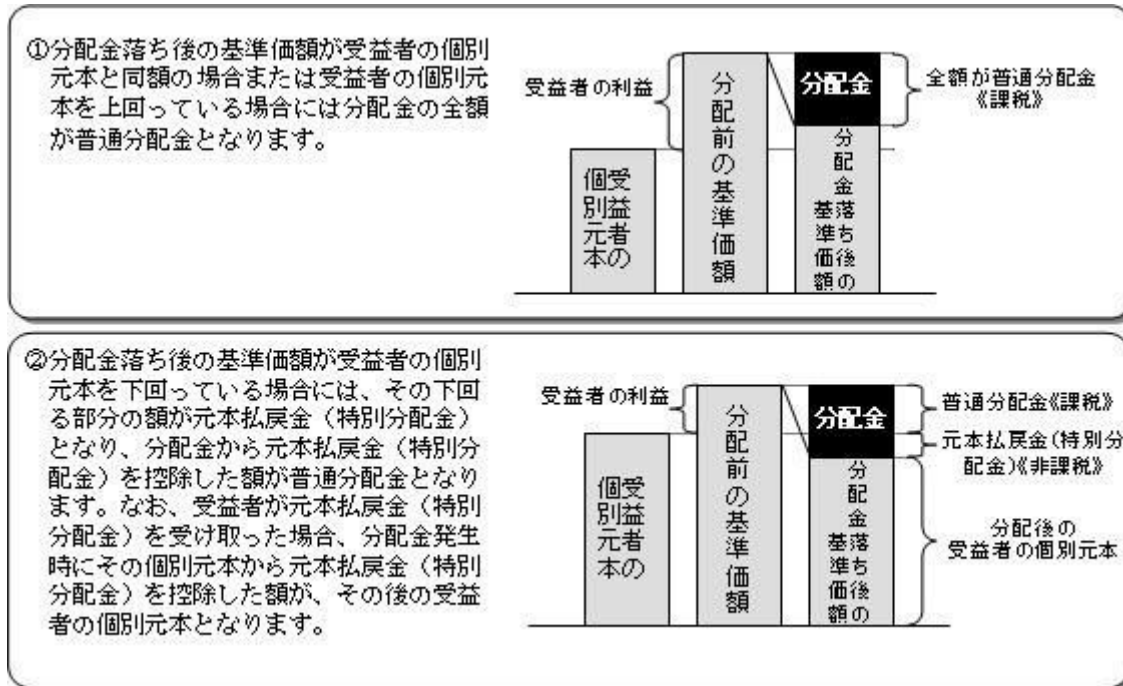 ①分配金落ち後の基準価額が受益者の個別
元本と同額の場合または受益者の個別元
本を上回っている場合には分配金の全額
が普通分配金となります。
受益者の利益
受益者の
個別元本
分配前の基準価額
分配金
分配金落ち後の
基準価額
全額が普通分配金
《課税》
②分配金落ち後の基準価額が受益者の個別
元本を下回っている場合には、その下回
る部分の額が元本払戻金（特別分配金）
となり、分配金から元本払戻金（特別分
配金）を控除した額が普通分配金となり
ます。なお、受益者が元本払戻金（特別
分配金）を受け取った場合、分配金発生
時にその個別元本から元本払戻金（特別
分配金）を控除した額が、その後の受益
者の個別元本となります。
受益者の利益
受益者の
個別元本
分配前の基準価額
分配金
分配金落ち後の
基準価額
普通分配金《課税》
元本払戻金(特別分
配金)《非課税》
分配後の
受益者の個別元本